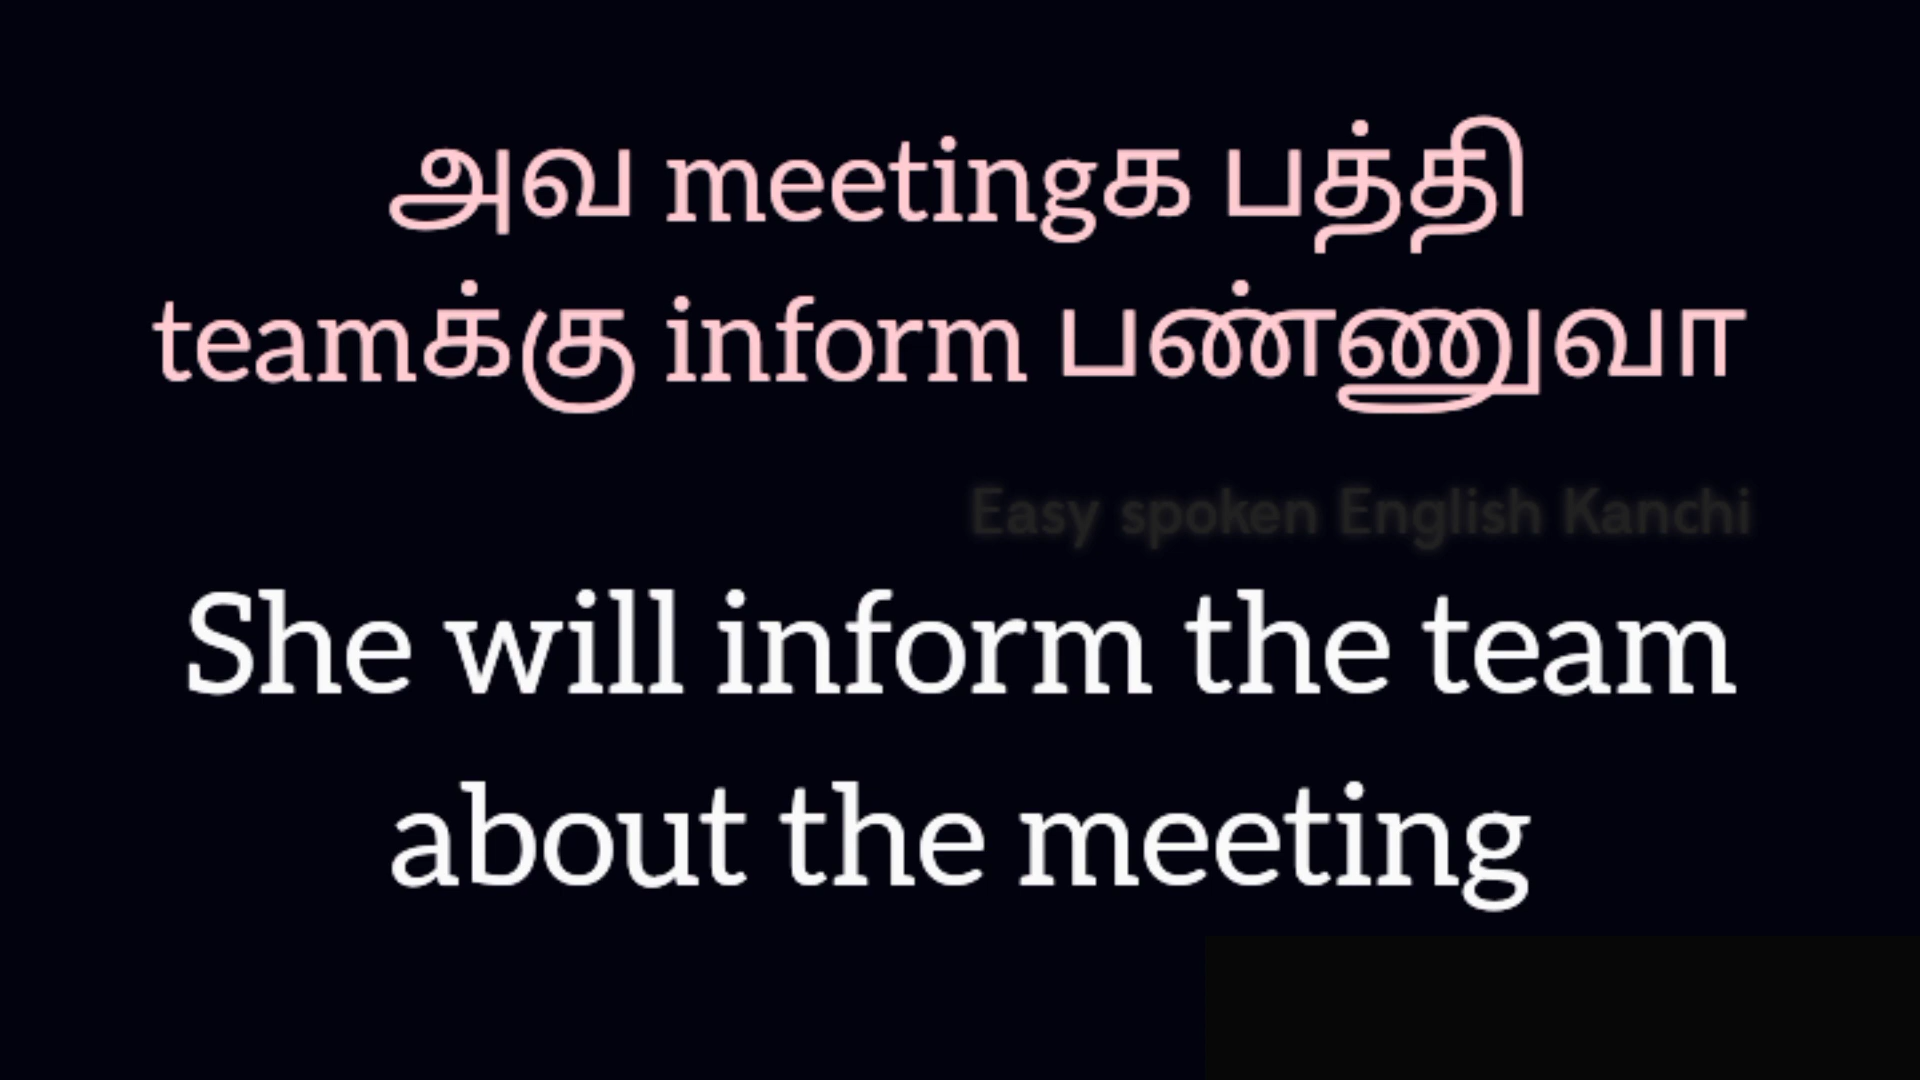 அவ meetingக பத்தி
teamக்கு inform பண்ணுவா
Easy spoken English Kanchi
She will inform the team
about the meeting